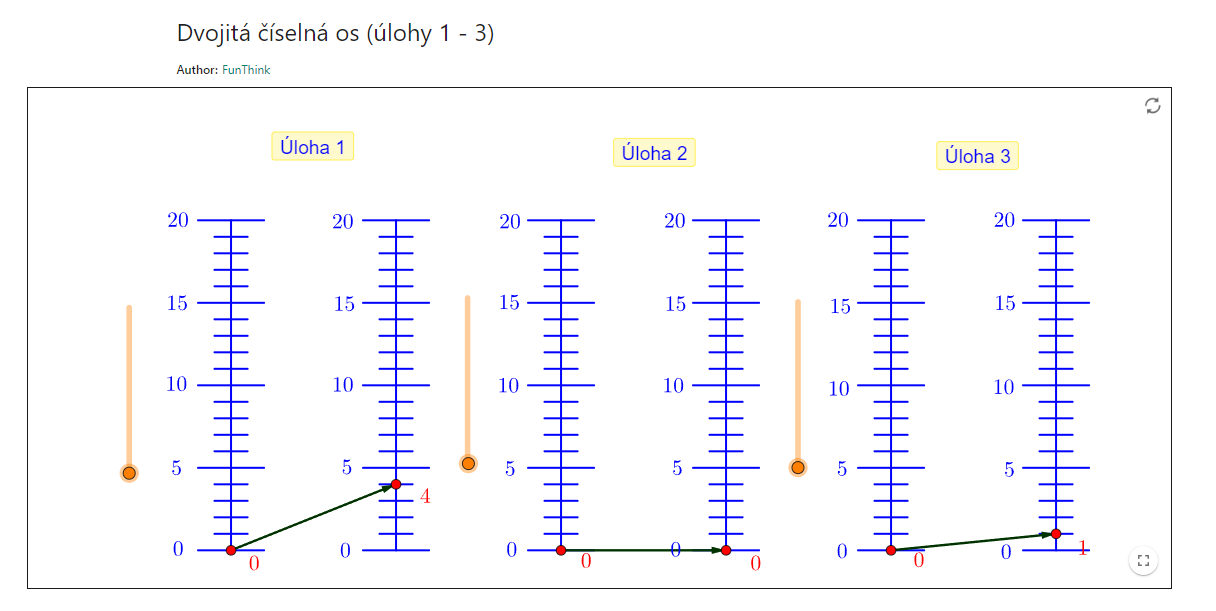 Dvojitá číselná os (úlohy 1 - 3)
Author: FunThink
Úloha 1
Úloha 2
Úloha 3
20 20 20 20 20 20
15 15 15 15 15 15
10 10 10 10 10 10
5 5 5 5 5 5
4
0 0 0 0 0 0
0 0 0 0 1